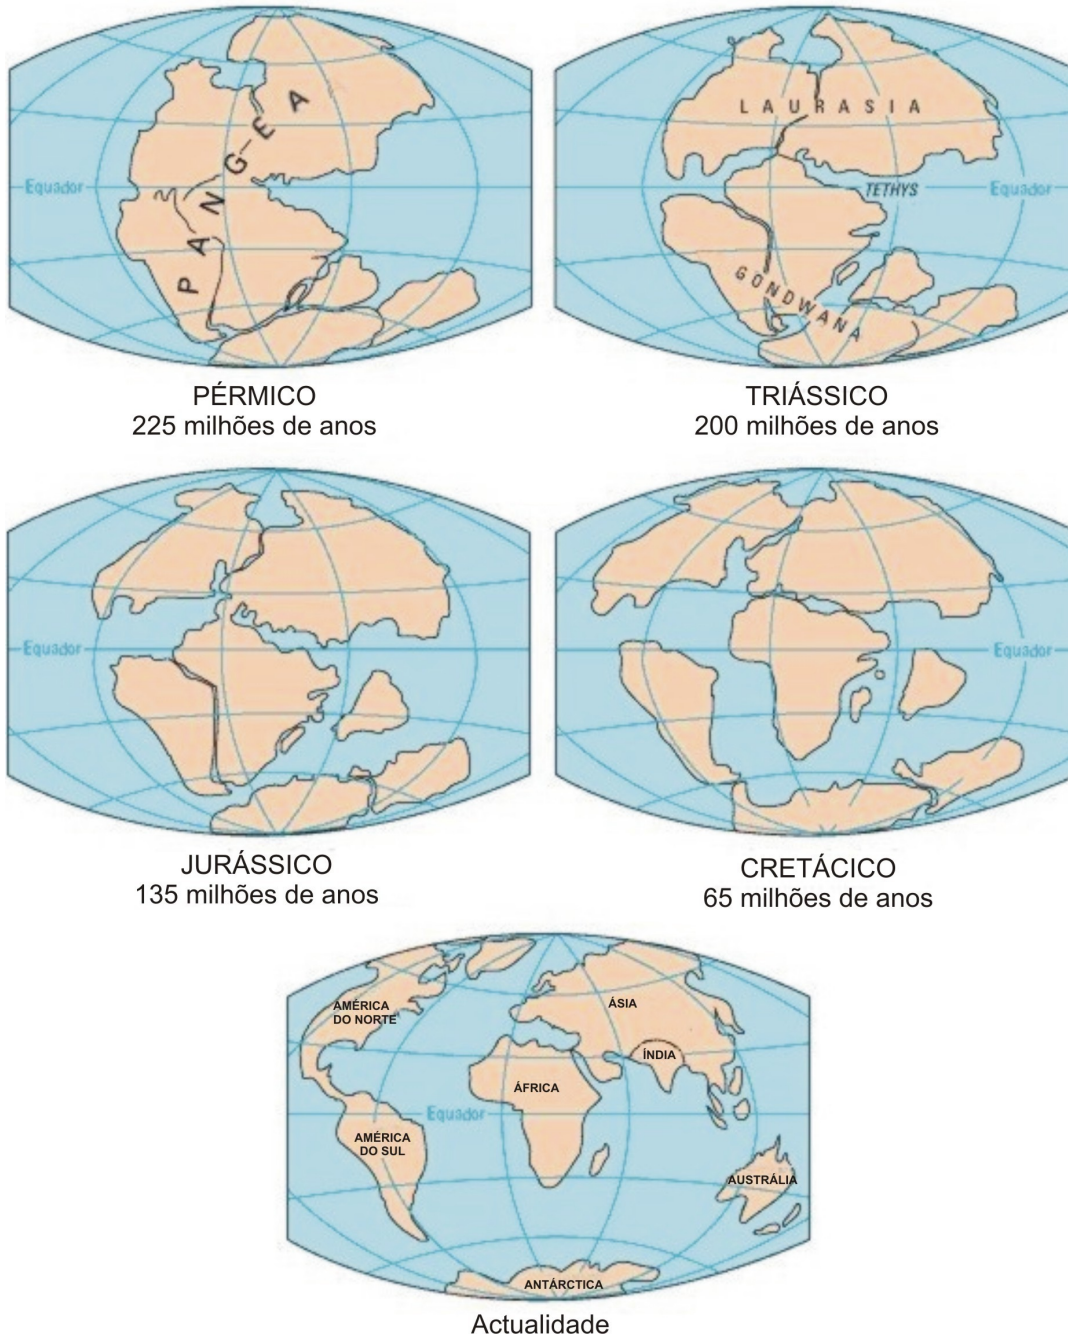 PANGEA
Equador
PÉRMICO
225 milhões de anos
LAURASIA
TETHYS
Equador
GONDWANA
TRIÁSSICO
200 milhões de anos
Equador
JURÁSSICO
135 milhões de anos
Equador
CRETÁCICO
65 milhões de anos
AMÉRICA
DO NORTE
ÁSIA
ÍNDIA
ÁFRICA
Equador
AMÉRICA
DO SUL
AUSTRÁLIA
ANTÁRCTICA
Actualidade